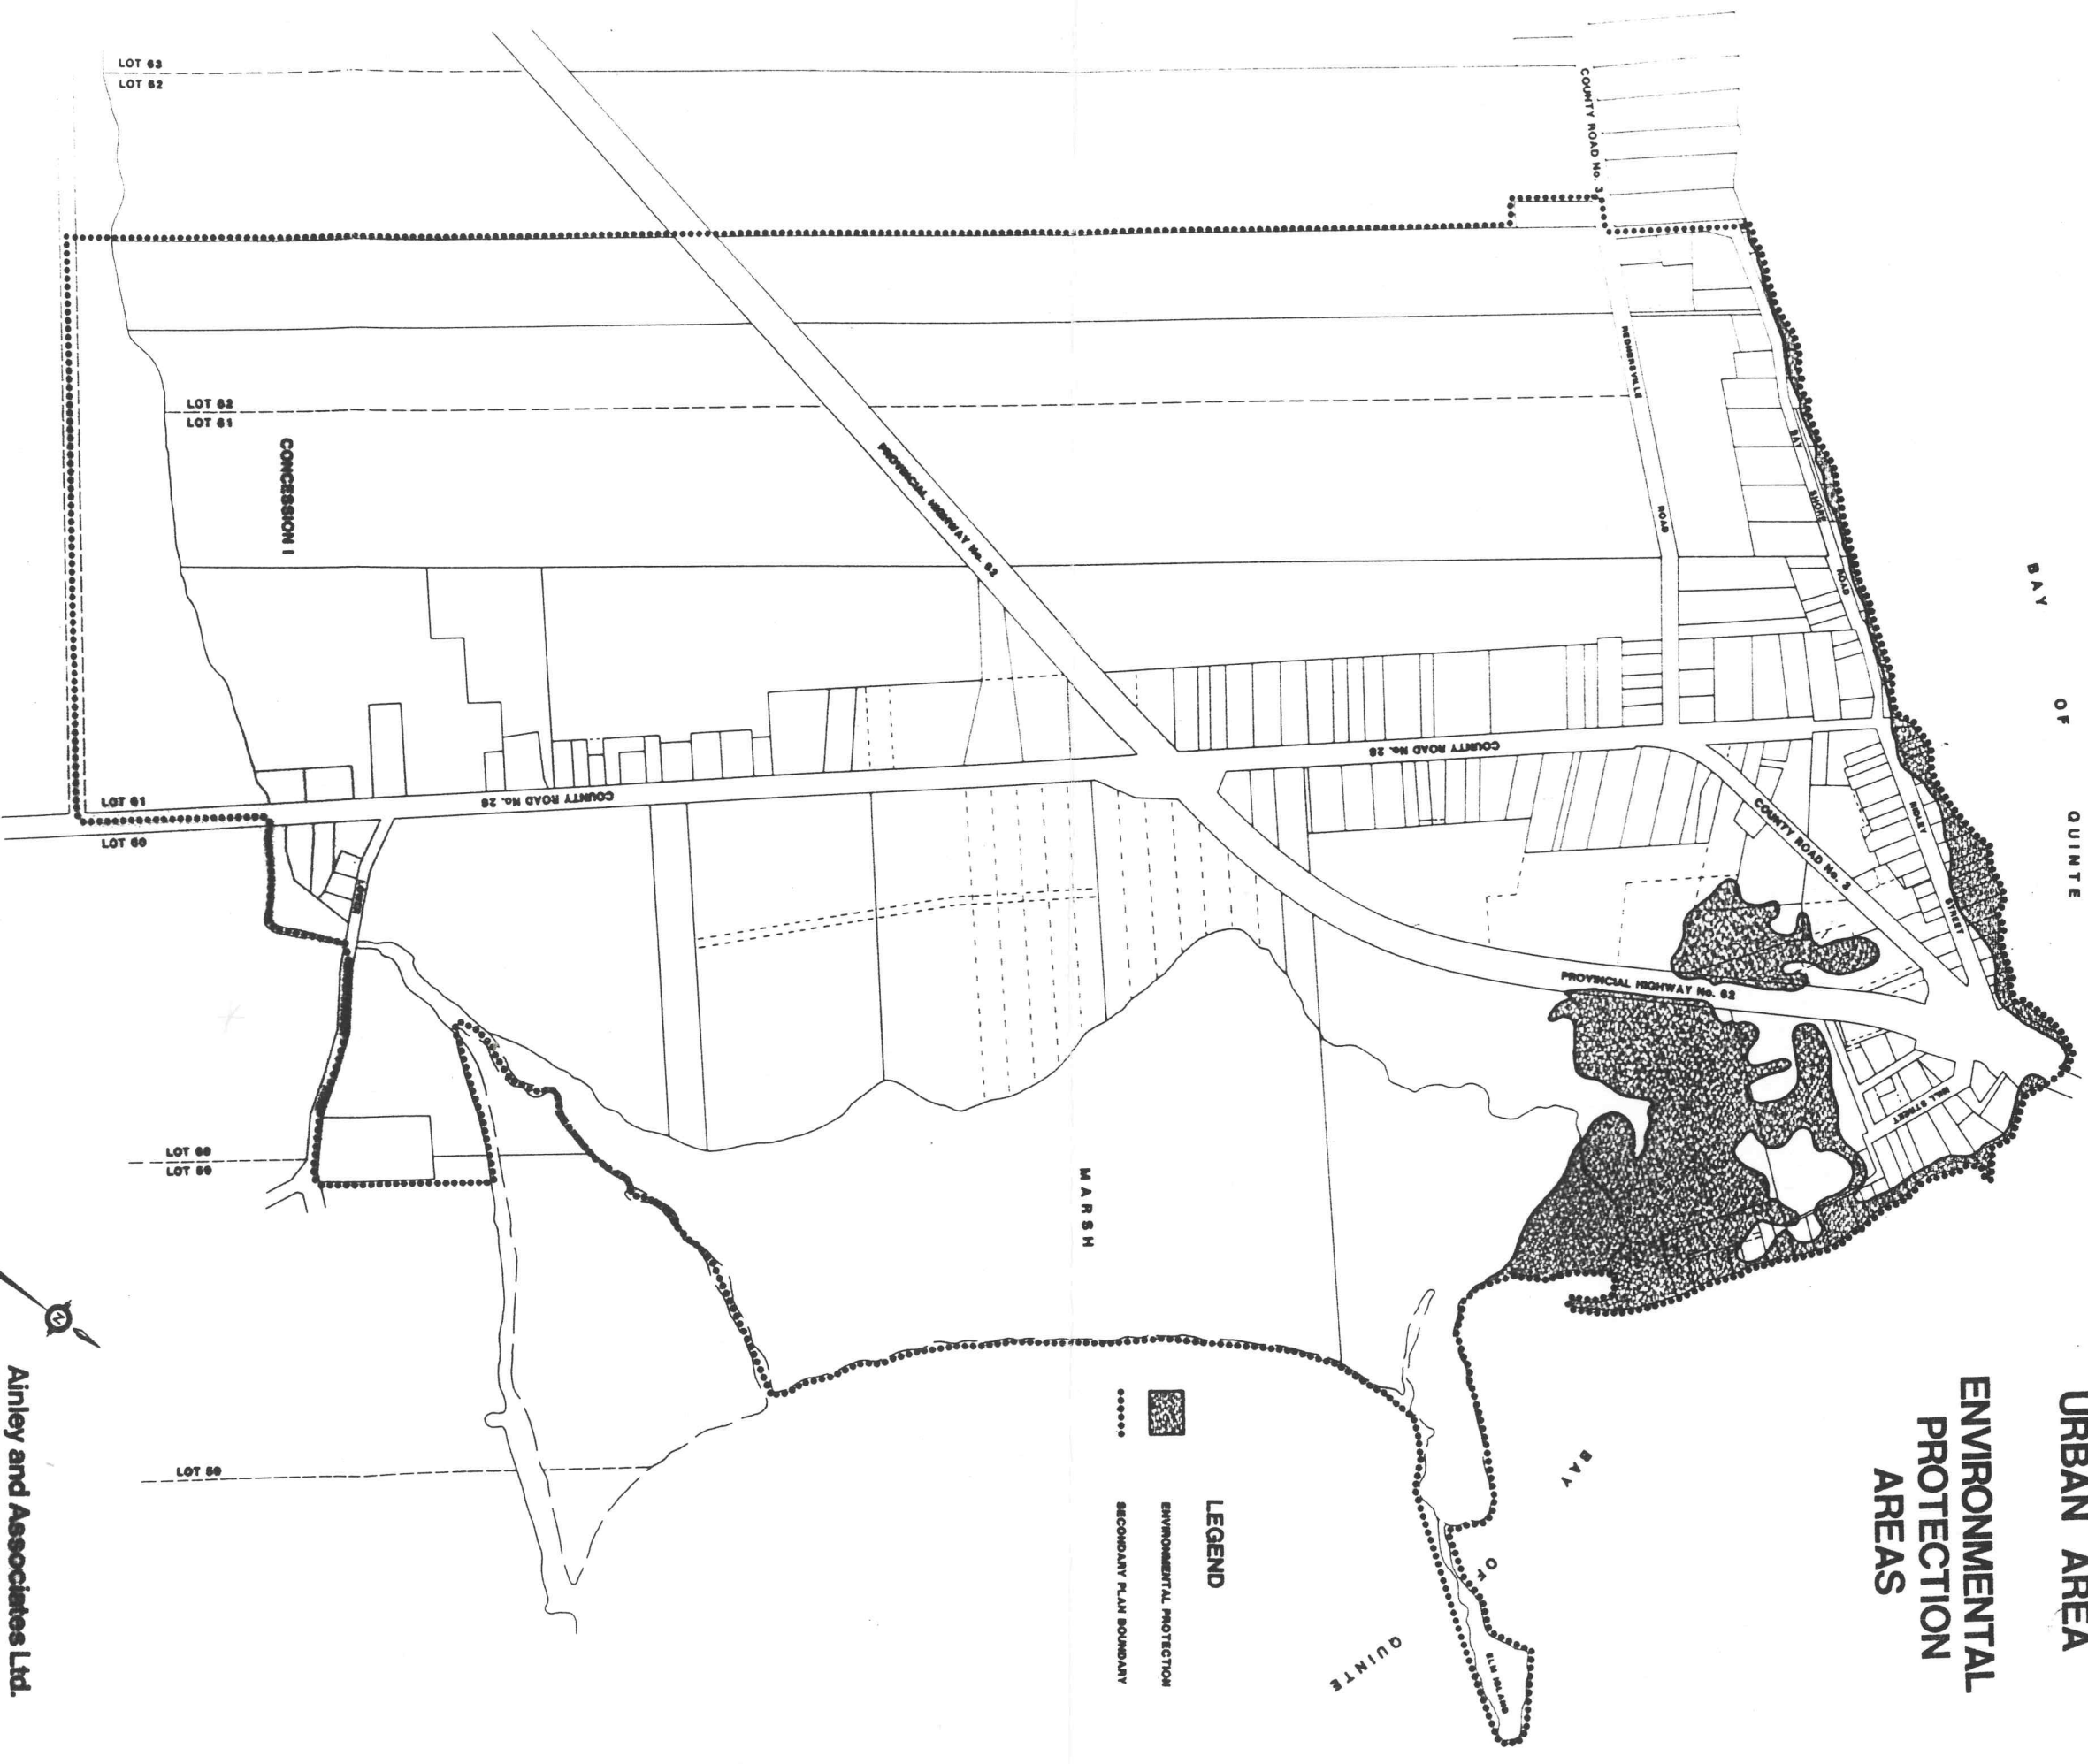 URBAN AREA
ENVIRONMENTAL
PROTECTION
AREAS
BAY OF QUINTE
BAY OF QUINTE
ELM ISLAND
MARSH
LEGEND
ENVIRONMENTAL PROTECTION
SECONDARY PLAN BOUNDARY
LOT 63
LOT 62
LOT 62
LOT 61
CONCESSION I
LOT 61
LOT 60
LOT 60
LOT 59
LOT 59
COUNTY ROAD No. 3
REDNERSVILLE ROAD
BAY SHORE ROAD
RIDLEY STREET
COUNTY ROAD No. 3
PROVINCIAL HIGHWAY No. 62
PROVINCIAL HIGHWAY No. 62
COUNTY ROAD No. 28
COUNTY ROAD No. 28
STREET
N
Ainley and Associates Ltd.